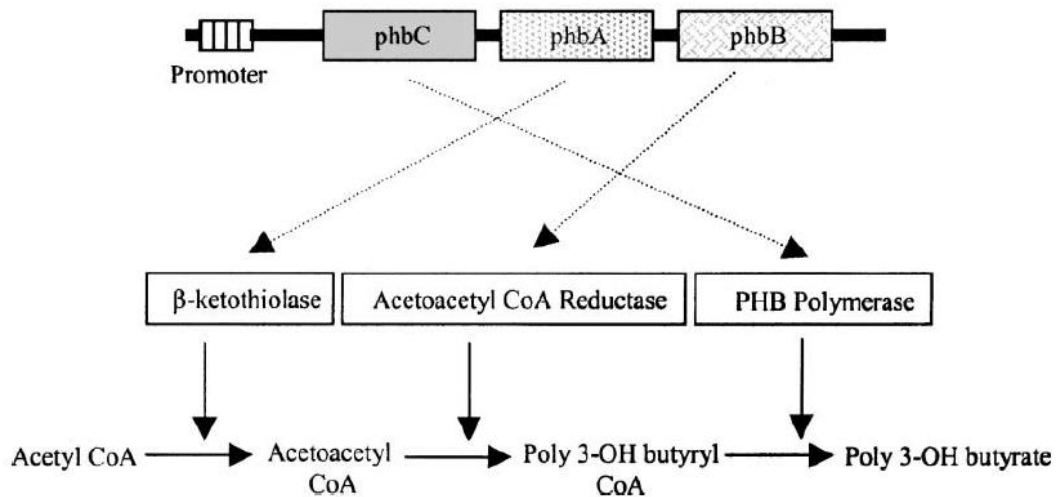 phbC phbA phbB
Promoter
β-ketothiolase Acetoacetyl CoA Reductase PHB Polymerase
Acetyl CoA Acetoacetyl CoA Poly 3-OH butyryl CoA Poly 3-OH butyrate